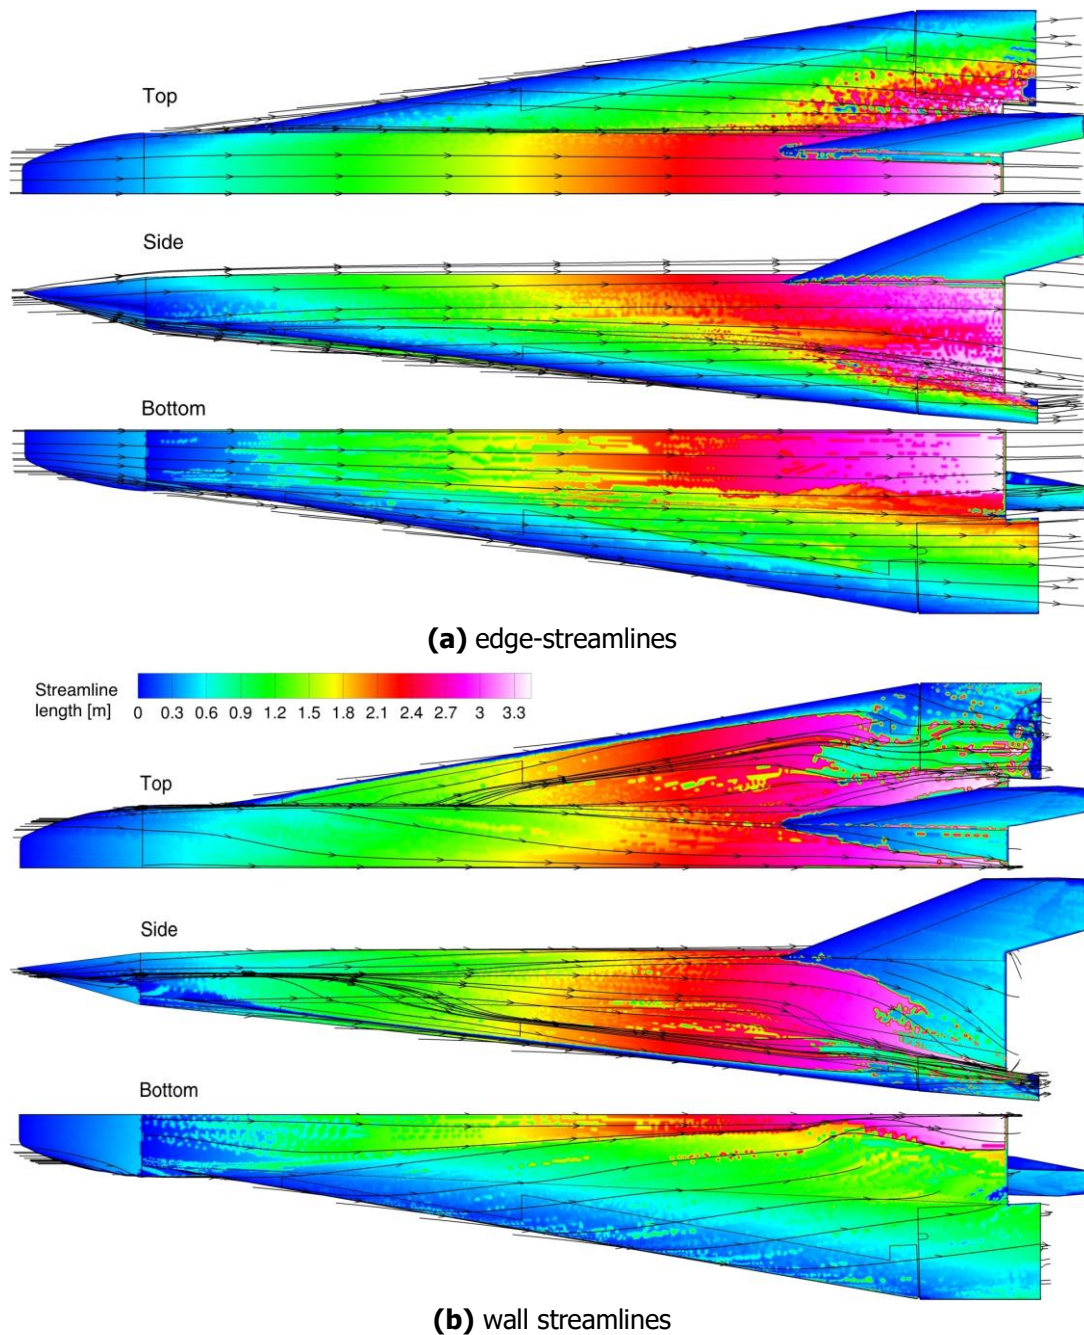 Top
Side
Bottom
(a) edge-streamlines
Streamline
length [m]
0 0.3 0.6 0.9 1.2 1.5 1.8 2.1 2.4 2.7 3 3.3
Top
Side
Bottom
(b) wall streamlines